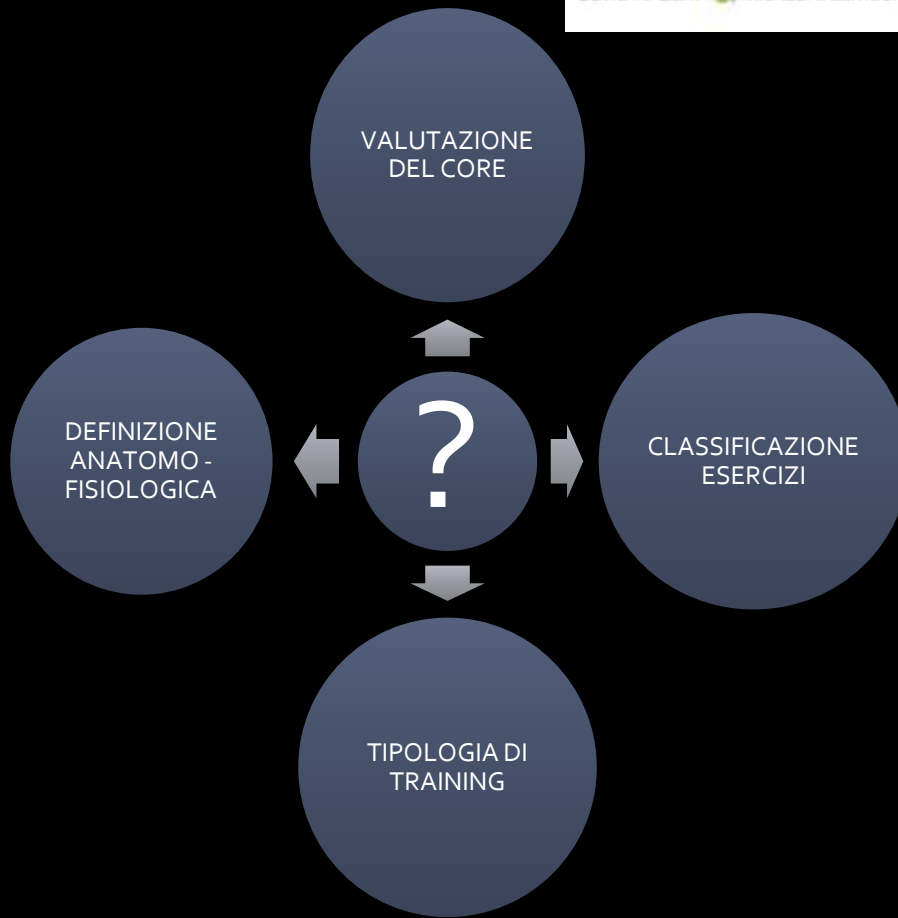 VALUTAZIONE
DEL CORE
DEFINIZIONE
ANATOMO -
FISIOLOGICA
?
CLASSIFICAZIONE
ESERCIZI
TIPOLOGIA DI
TRAINING